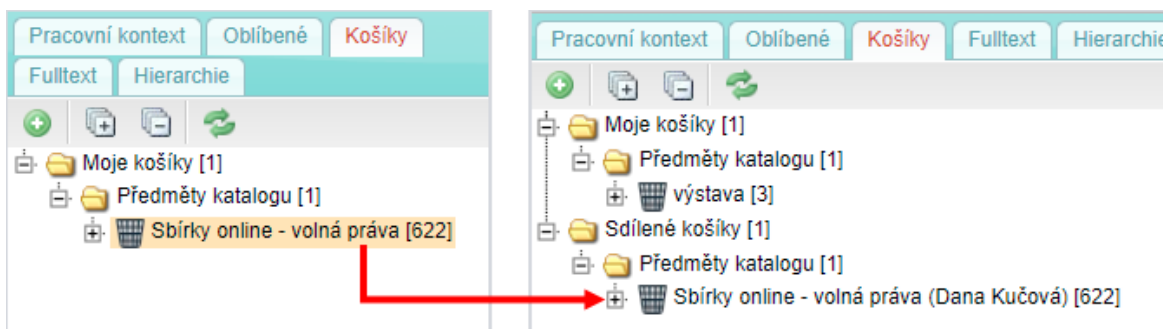 Pracovní kontext Oblíbené Košíky
Fulltext Hierarchie
Moje košíky [1]
Předměty katalogu [1]
Sbírky online - volná práva [622]
Pracovní kontext Oblíbené Košíky Fulltext Hierarchie
Moje košíky [1]
Předměty katalogu [1]
výstava [3]
Sdílené košíky [1]
Předměty katalogu [1]
Sbírky online - volná práva (Dana Kučová) [622]